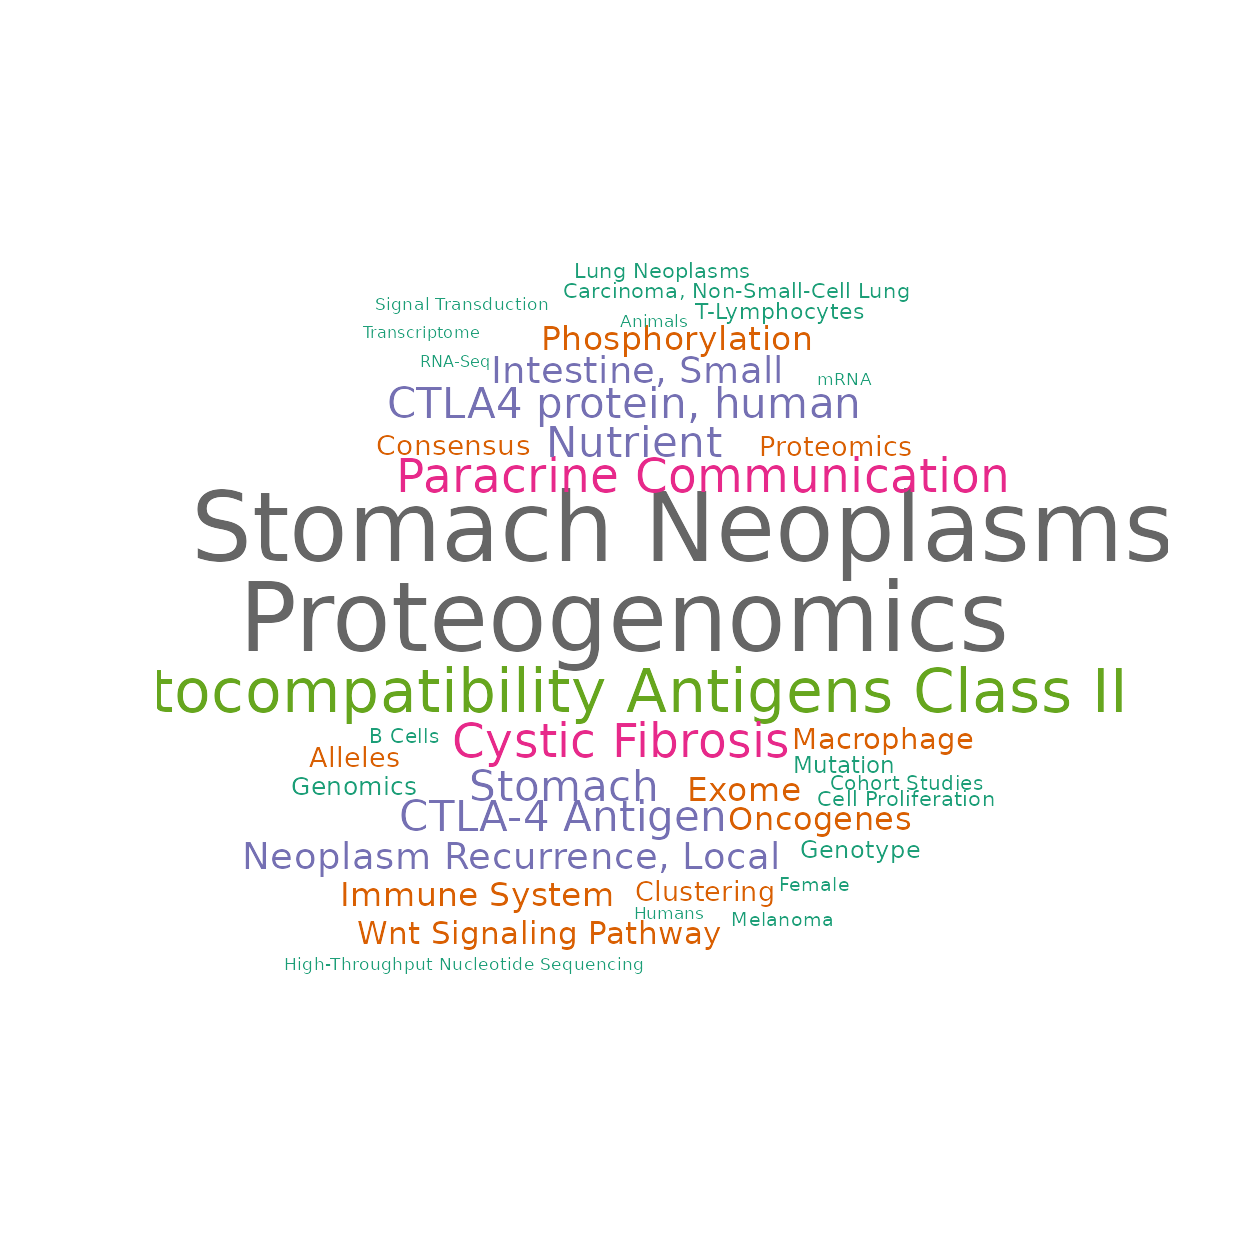 Lung Neoplasms
Carcinoma, Non-Small-Cell Lung
Signal Transduction
T-Lymphocytes
Animals
Transcriptome
Phosphorylation
RNA-Seq
Intestine, Small
mRNA
CTLA4 protein, human
Consensus
Nutrient
Proteomics
Paracrine Communication
Stomach Neoplasms
Proteogenomics
tocompatibility Antigens Class II
B Cells
Cystic Fibrosis
Macrophage
Alleles
Mutation
Genomics
Stomach
Exome
Cohort Studies
Cell Proliferation
CTLA-4 Antigen
Oncogenes
Neoplasm Recurrence, Local
Genotype
Immune System
Clustering
Female
Humans
Melanoma
Wnt Signaling Pathway
High-Throughput Nucleotide Sequencing